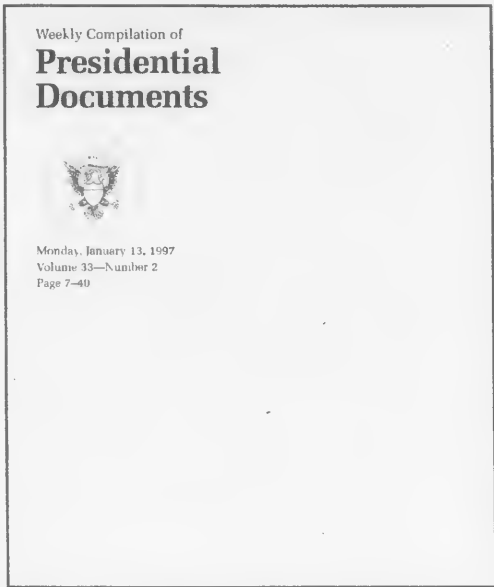 Weekly Compilation of
Presidential
Documents
Monday, January 13, 1997
Volume 33—Number 2
Page 7–40